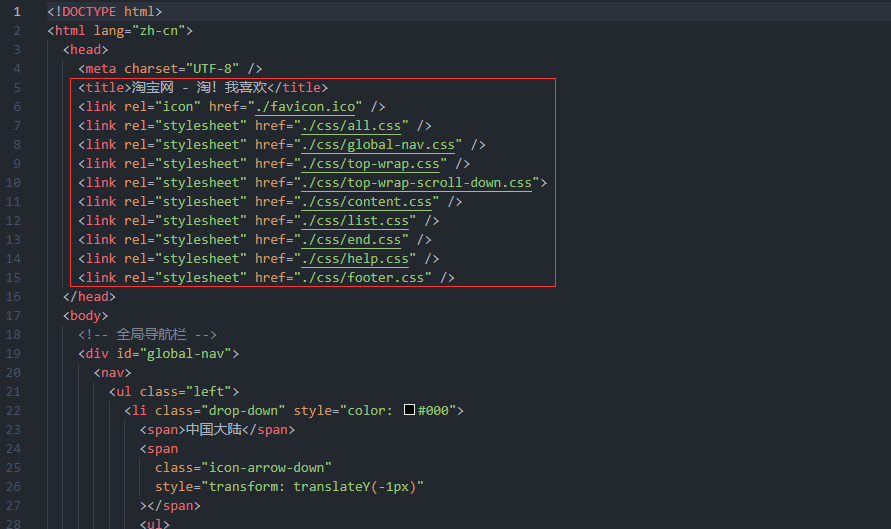 1 <!DOCTYPE html>
2 <html lang="zh-cn">
3 <head>
4 <meta charset="UTF-8" />
5 <title>淘宝网 - 淘！我喜欢</title>
6 <link rel="icon" href="./favicon.ico" />
7 <link rel="stylesheet" href="./css/all.css" />
8 <link rel="stylesheet" href="./css/global-nav.css" />
9 <link rel="stylesheet" href="./css/top-wrap.css" />
10 <link rel="stylesheet" href="./css/top-wrap-scroll-down.css">
11 <link rel="stylesheet" href="./css/content.css" />
12 <link rel="stylesheet" href="./css/list.css" />
13 <link rel="stylesheet" href="./css/end.css" />
14 <link rel="stylesheet" href="./css/help.css" />
15 <link rel="stylesheet" href="./css/footer.css" />
16 </head>
17 <body>
18 <!-- 全局导航栏 -->
19 <div id="global-nav">
20 <nav>
21 <ul class="left">
22 <li class="drop-down" style="color: #000">
23 <span>中国大陆</span>
24 <span
25 class="icon-arrow-down"
26 style="transform: translateY(-1px)"
27 ></span>
28 <ul>